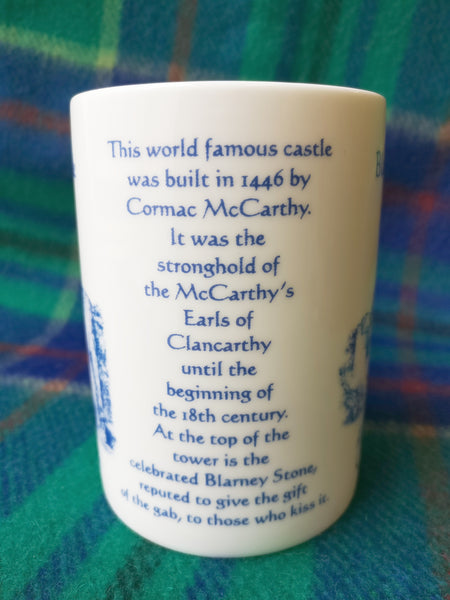 This world famous castle
was built in 1446 by
Cormac McCarthy.
It was the
stronghold of
the McCarthy's
Earls of
Clancarthy
until the
beginning of
the 18th century.
At the top of the
tower is the
celebrated Blarney Stone,
reputed to give the gift
of the gab, to those who kiss it.